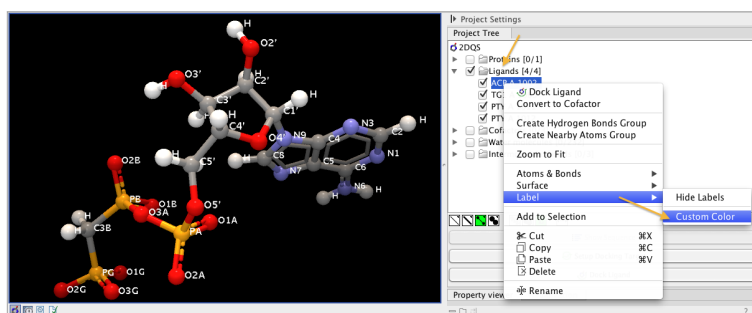 Project Settings
Project Tree
2DQS
Proteins [0/1]
Ligands [4/4]
ACP A 1002
Dock Ligand
Convert to Cofactor
Create Hydrogen Bonds Group
Create Nearby Atoms Group
Zoom to Fit
Atoms & Bonds
Surface
Label
Hide Labels
Custom Color
Add to Selection
Cut ⌘X
Copy ⌘C
Paste ⌘V
Delete
Rename
Property view
H
O2'
H
O3'
C2'
H
C3'
H
H
C1'
H
C4'
O4'
N9
C4
N3
C2
H
H
C5'
H
C8
N7
C5
C6
N1
N6
H
H
O2B
PB
O1B
O3A
O5'
O1A
PA
H
H
C3B
O2A
PG
O1G
O2G
O3G